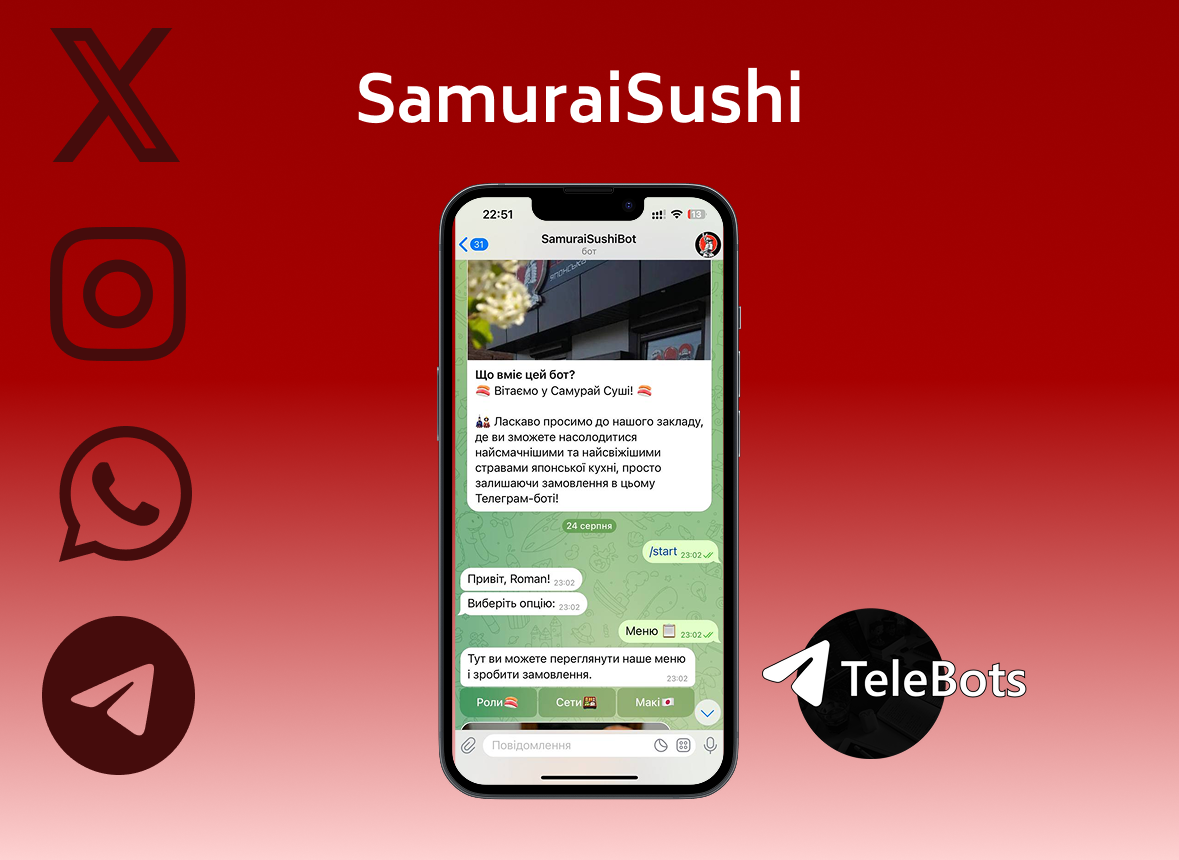 SamuraiSushi
22:51
13
31
SamuraiSushiBot
бот
Що вміє цей бот?
🍣 Вітаємо у Самурай Суші! 🍣
🎎 Ласкаво просимо до нашого закладу,
де ви зможете насолодитися
найсмачнішими та найсвіжішими
стравами японської кухні, просто
залишаючи замовлення в цьому
Телеграм-боті!
24 серпня
/start 23:02
Привіт, Roman! 23:02
Виберіть опцію: 23:02
Меню 📋 23:02
Тут ви можете переглянути наше меню
і зробити замовлення. 23:02
Роли🍣 Сети🍱 Макі🇯🇵
Повідомлення
TeleBots